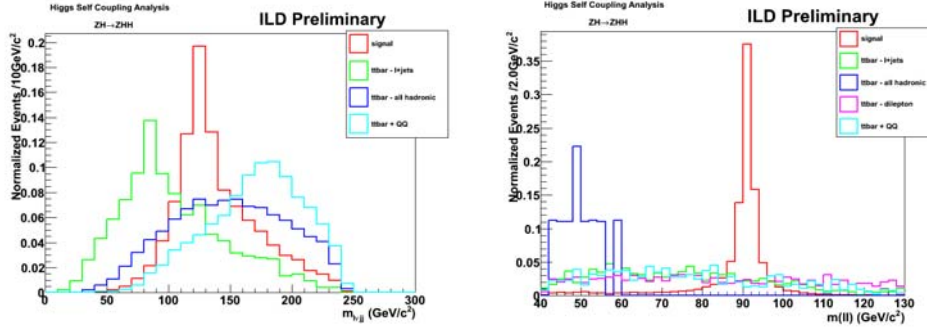 Higgs Self Coupling Analysis
ZH→ZHH
ILD Preliminary
Normalized Events /10GeV/c²
0.2
0.18
0.16
0.14
0.12
0.1
0.08
0.06
0.04
0.02
0
signal
ttbar - l+jets
ttbar - all hadronic
ttbar + QQ
0 50 100 150 200 250 300
(GeV/c²)
Higgs Self Coupling Analysis
ZH→ZHH
ILD Preliminary
Normalized Events /2.0GeV/c²
0.35
0.3
0.25
0.2
0.15
0.1
0.05
0
signal
ttbar - l+jets
ttbar - all hadronic
ttbar - dilepton
ttbar + QQ
40 50 60 70 80 90 100 110 120 130
m(ll) (GeV/c²)